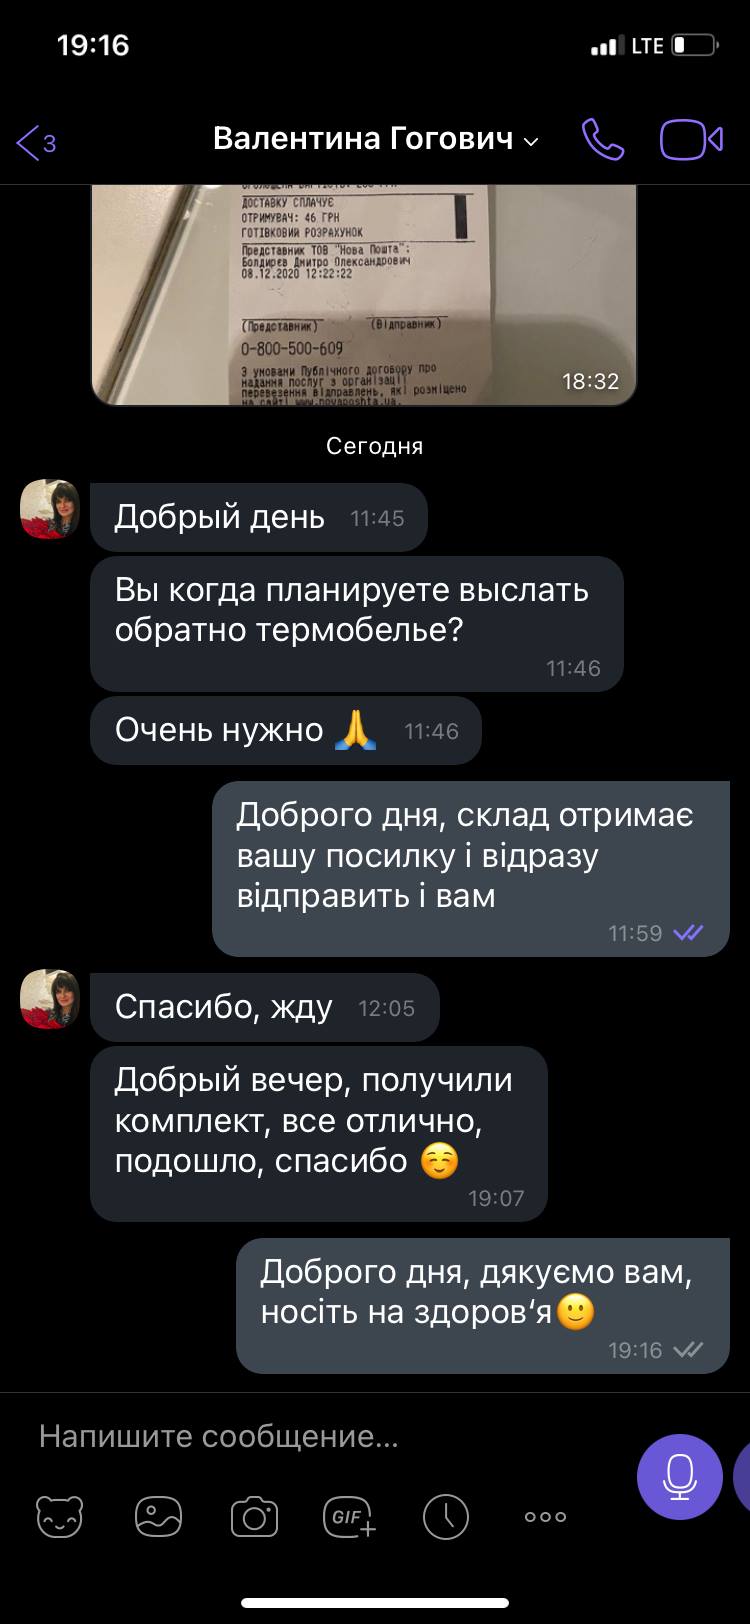 19:16
LTE
3
Валентина Гогович
ДОСТАВКУ СПЛАЧУЄ
ОТРИМУВАЧ: 46 ГРН
ГОТІВКОВИЙ РОЗРАХУНОК
Представник ТОВ "Нова Пошта":
Болдирєв Дмитро Олександрович
08.12.2020 12:22:22
(Представник) (Відправник)
0-800-500-609
З умовами Публічного договору про
надання послуг з організації
перевезення відправлень, які розміщено
на сайті www.novaposhta.ua,
18:32
Сегодня
Добрый день 11:45
Вы когда планируете выслать
обратно термобелье?
11:46
Очень нужно 🙏 11:46
Доброго дня, склад отримає
вашу посилку і відразу
відправить і вам
11:59
Спасибо, жду 12:05
Добрый вечер, получили
комплект, все отлично,
подошло, спасибо ☺️
19:07
Доброго дня, дякуємо вам,
носіть на здоров‘я🙂
19:16
Напишите сообщение...
GIF